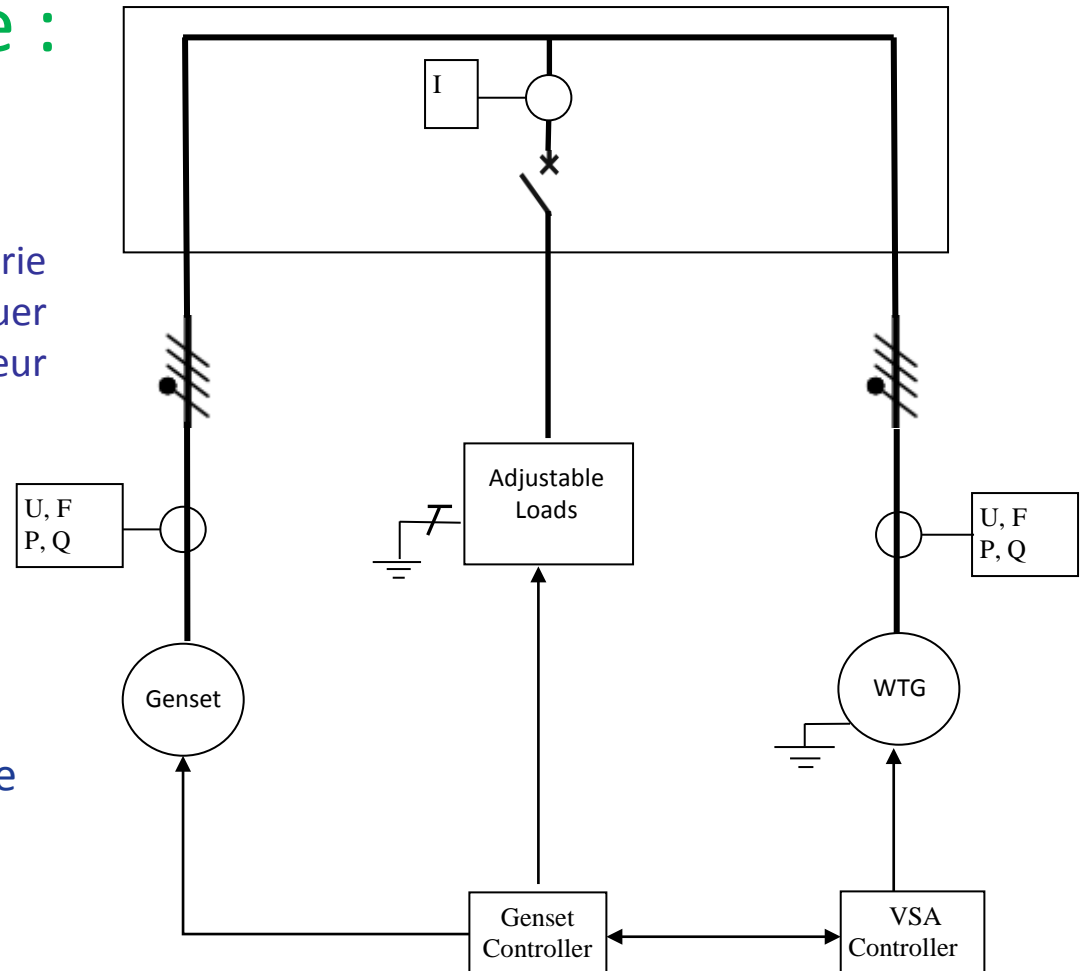 e :
I
rie
uer
eur
Adjustable
Loads
U, F
P, Q
U, F
P, Q
Genset
WTG
e
Genset
Controller
VSA
Controller